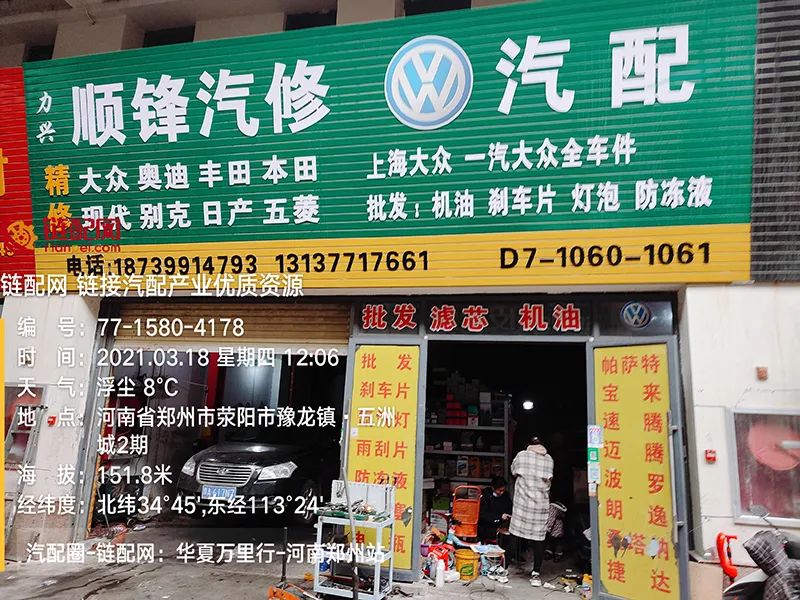 力兴
顺锋汽修
汽配
精修
大众 奥迪 丰田 本田
现代 别克 日产 五菱
上海大众 一汽大众全车件
批发:机油 刹车片 灯泡 防冻液
电话:18739914793 13137717661
D7-1060-1061
链配网
链配网 链接汽配产业优质资源
批发 滤芯 机油
编 号: 77-1580-4178
时 间: 2021.03.18 星期四 12:06
天 气: 浮尘 8℃
地 点: 河南省郑州市荥阳市豫龙镇·五洲
城2期
海 拔: 151.8米
经纬度: 北纬34°45′,东经113°24′
汽配圈-链配网: 华夏万里行-河南郑州站
批发
刹车片
灯
雨刮片
防冻液
电瓶
帕萨特
宝来
速腾
迈腾
波罗
朗逸
桑塔纳
捷达